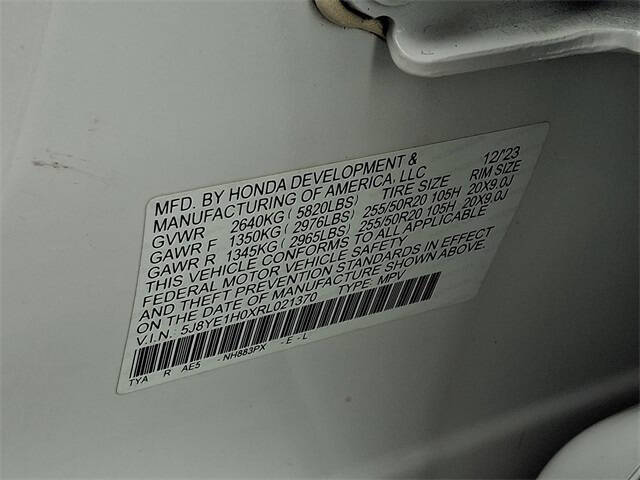 MFD. BY HONDA DEVELOPMENT & 12/'23
MANUFACTURING OF AMERICA, LLC TIRE SIZE RIM SIZE
GVWR 2640KG ( 5820LBS)
GAWR F 1350KG ( 2976LBS) 255/50R20 105H 20X9.0J
GAWR R 1345KG ( 2965LBS) 255/50R20 105H 20X9.0J
THIS VEHICLE CONFORMS TO ALL APPLICABLE
FEDERAL MOTOR VEHICLE SAFETY
AND THEFT PREVENTION STANDARDS IN EFFECT
ON THE DATE OF MANUFACTURE SHOWN ABOVE.
V.I.N.: 5J8YE1H0XRL021370 TYPE: MPV
TYA R AE5 -NH883PX -E-L